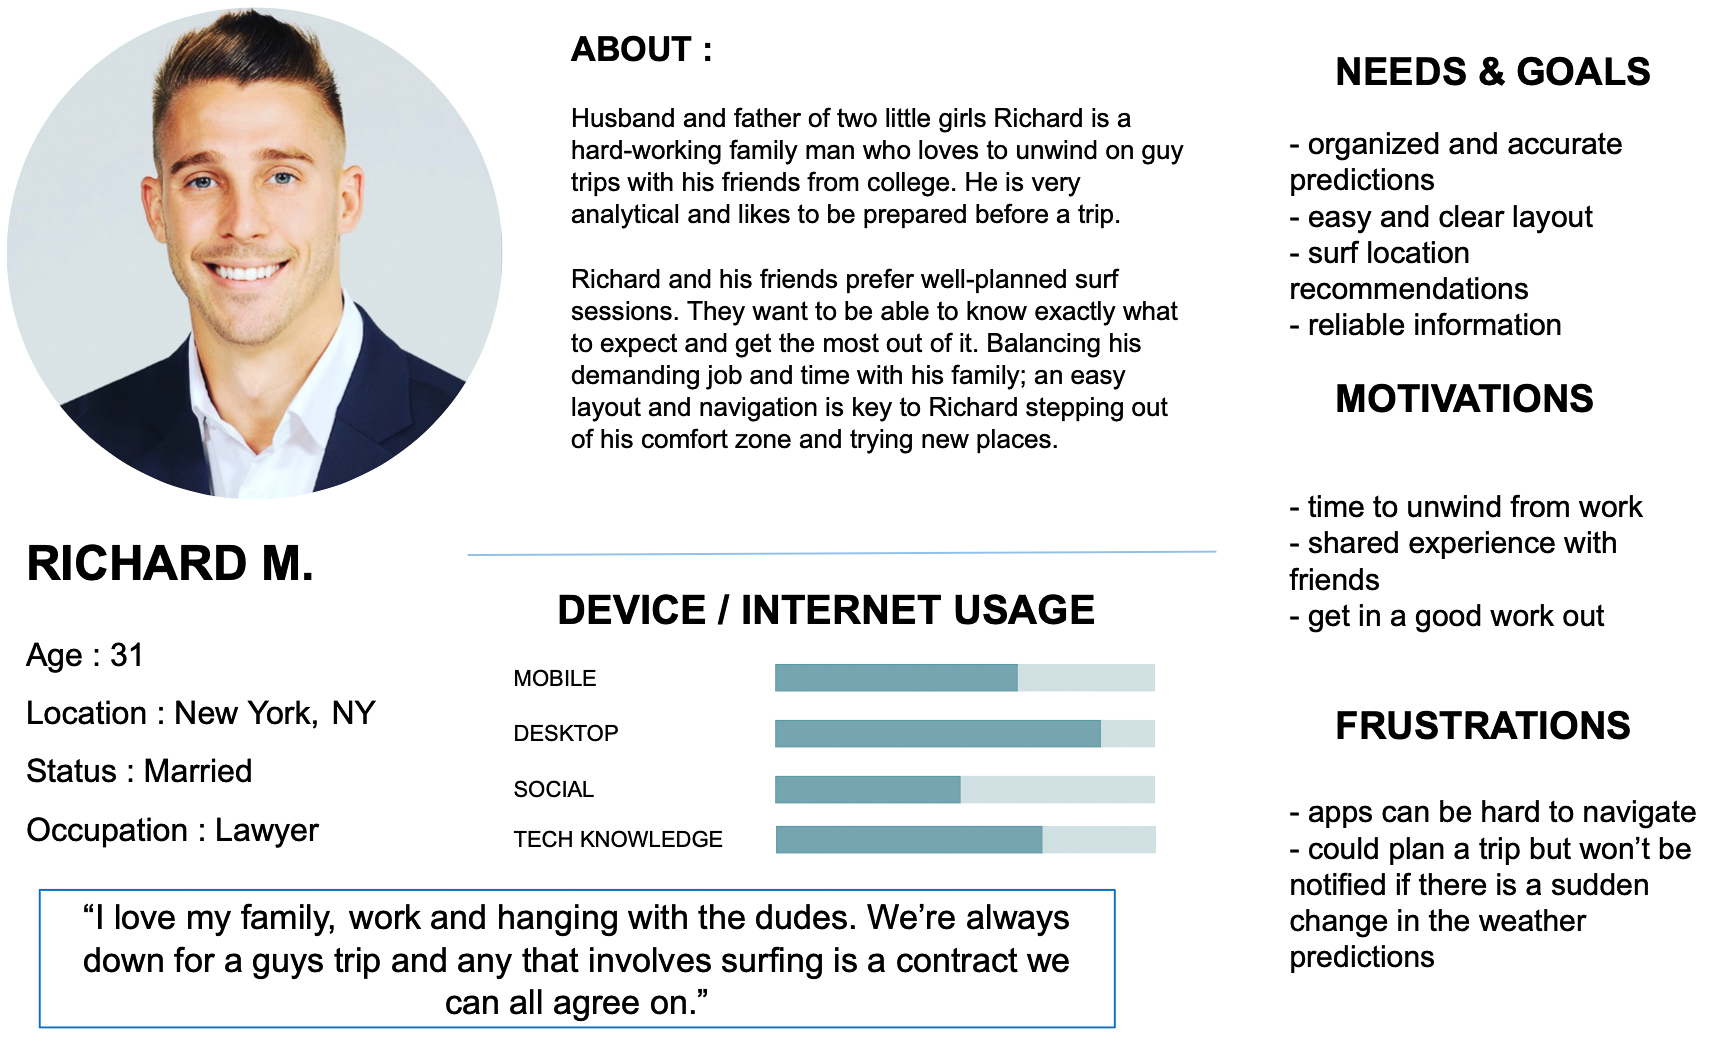 RICHARD M.
Age : 31
Location : New York, NY
Status : Married
Occupation : Lawyer
ABOUT :
Husband and father of two little girls Richard is a
hard-working family man who loves to unwind on guy
trips with his friends from college. He is very
analytical and likes to be prepared before a trip.
Richard and his friends prefer well-planned surf
sessions. They want to be able to know exactly what
to expect and get the most out of it. Balancing his
demanding job and time with his family; an easy
layout and navigation is key to Richard stepping out
of his comfort zone and trying new places.
DEVICE / INTERNET USAGE
MOBILE
DESKTOP
SOCIAL
TECH KNOWLEDGE
“I love my family, work and hanging with the dudes. We’re always
down for a guys trip and any that involves surfing is a contract we
can all agree on.”
NEEDS & GOALS
- organized and accurate
predictions
- easy and clear layout
- surf location
recommendations
- reliable information
MOTIVATIONS
- time to unwind from work
- shared experience with
friends
- get in a good work out
FRUSTRATIONS
- apps can be hard to navigate
- could plan a trip but won’t be
notified if there is a sudden
change in the weather
predictions